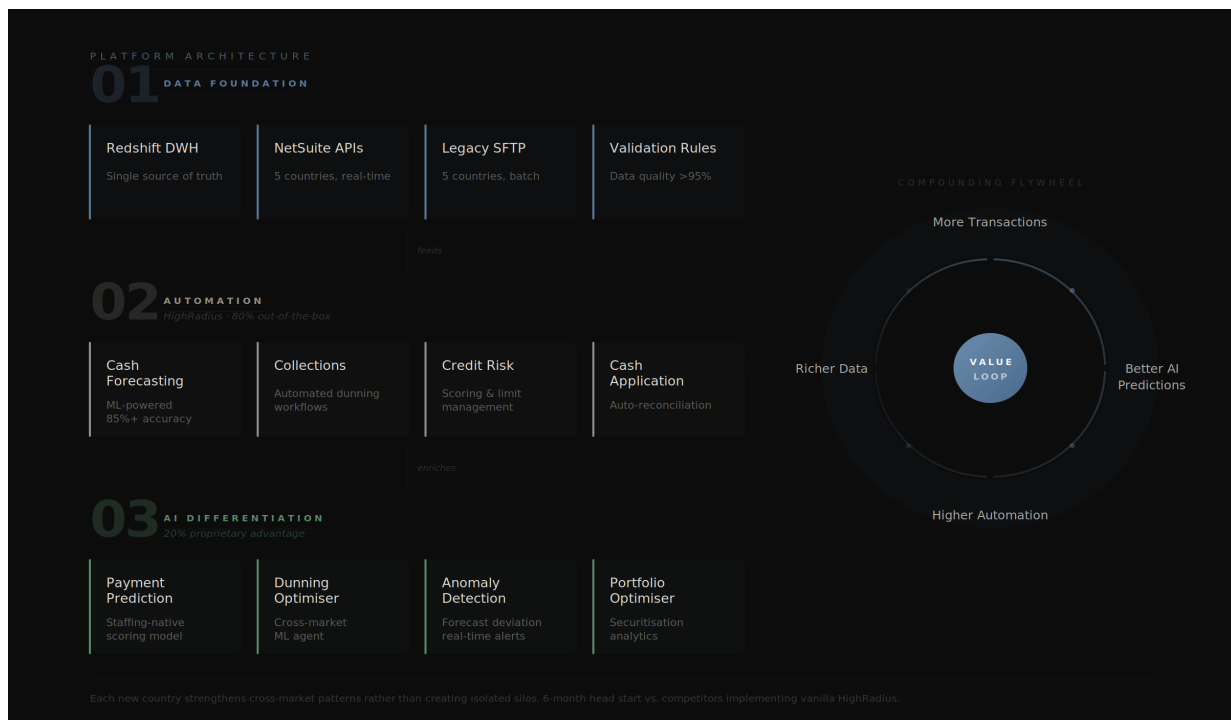 PLATFORM ARCHITECTURE
01
DATA FOUNDATION
Redshift DWH
Single source of truth
NetSuite APIs
5 countries, real-time
Legacy SFTP
5 countries, batch
Validation Rules
Data quality >95%
feeds
02
AUTOMATION
HighRadius · 80% out-of-the-box
Cash
Forecasting
ML-powered
85%+ accuracy
Collections
Automated dunning
workflows
Credit Risk
Scoring & limit
management
Cash
Application
Auto-reconciliation
enriches
03
AI DIFFERENTIATION
20% proprietary advantage
Payment
Prediction
Staffing-native
scoring model
Dunning
Optimiser
Cross-market
ML agent
Anomaly
Detection
Forecast deviation
real-time alerts
Portfolio
Optimiser
Securitisation
analytics
COMPOUNDING FLYWHEEL
More Transactions
Richer Data
VALUE
LOOP
Better AI
Predictions
Higher Automation
Each new country strengthens cross-market patterns rather than creating isolated silos. 6-month head start vs. competitors implementing vanilla HighRadius.